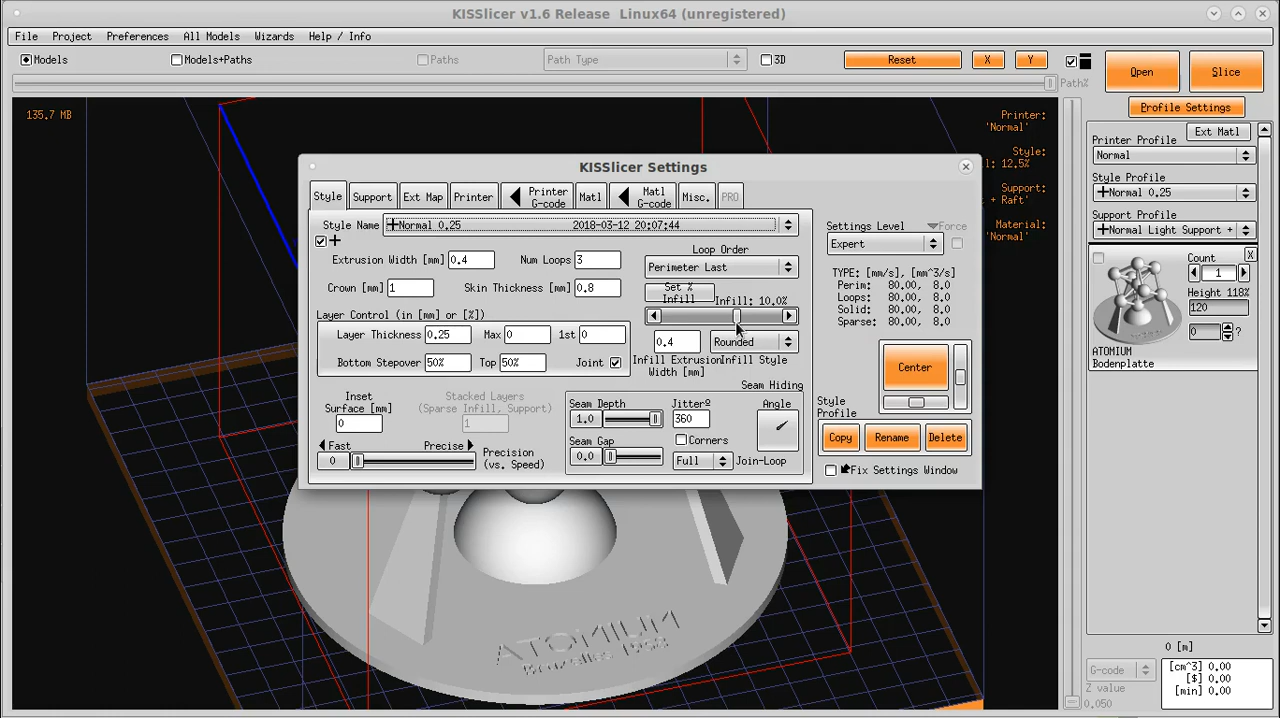 KISSlicer v1.6 Release Linux64 (unregistered)
File Project Preferences All Models Wizards Help / Info
Models Models+Paths Paths Path Type 3D Reset X Y Open Slice
Path%
135.7 MB
Printer:
'Normal'
Style:
l: 12.5%
Support:
+ Raft'
Material:
'Normal'
Profile Settings
Ext Matl
Printer Profile
Normal
Style Profile
Normal 0.25
Support Profile
Normal Light Support +
Count
X
1
Height 118%
120
0 ?
ATOMIUM
Bodenplatte
0 [m]
G-code
Z value
0.050
[cm^3] 0.00
[$] 0.00
[min] 0.00
KISSlicer Settings
Style Support Ext Map Printer Printer G-code Matl Matl G-code Misc. PRO
Style Name Normal 0.25 2018-03-12 20:07:44
Extrusion Width [mm] 0.4 Num Loops 3
Crown [mm] 1 Skin Thickness [mm] 0.8
Layer Control (in [mm] or [%])
Layer Thickness 0.25 Max 0 1st 0
Bottom Stepover 50% Top 50% Joint
Inset
Surface [mm]
0
Stacked Layers
(Sparse Infill, Support)
1
Fast Precise
0
Precision
(vs. Speed)
Loop Order
Perimeter Last
Set %
Infill
Infill: 10.0%
0.4 Rounded
Infill Extrusion
Width [mm]
Infill Style
Seam Hiding
Seam Depth Jitterº Angle
1.0 360
Seam Gap Corners
0.0 Full Join-Loop
Settings Level Force
Expert
TYPE: [mm/s], [mm^3/s]
Perim: 80.00, 8.0
Loops: 80.00, 8.0
Solid: 80.00, 8.0
Sparse: 80.00, 8.0
Center
Style
Profile
Copy Rename Delete
Fix Settings Window
ATOMIUM
Bruxelles 1958